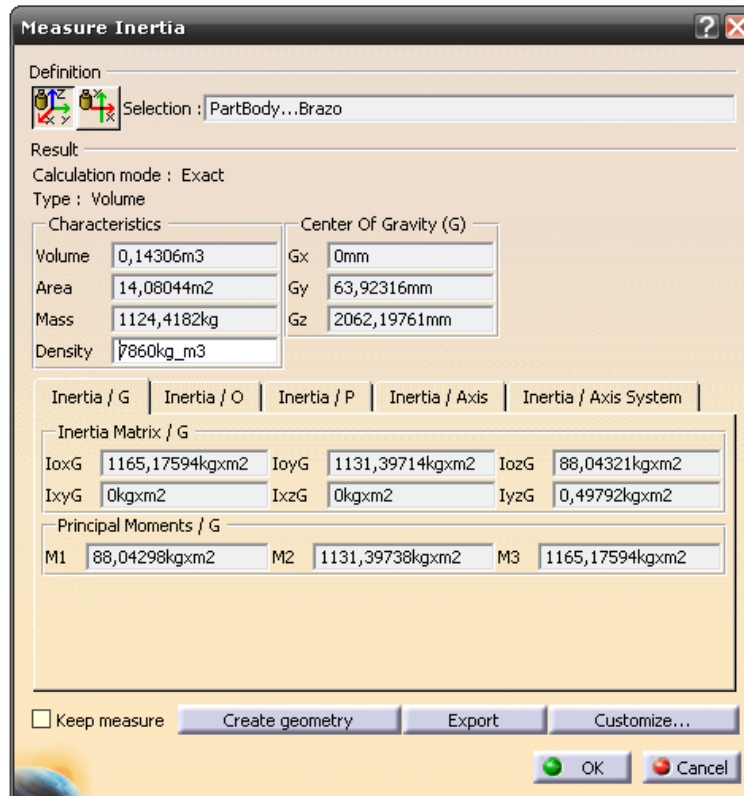 Measure Inertia
Definition
Selection : PartBody...Brazo
Result
Calculation mode : Exact
Type : Volume
Characteristics Center Of Gravity (G)
Volume 0,14306m3 Gx 0mm
Area 14,08044m2 Gy 63,92316mm
Mass 1124,4182kg Gz 2062,19761mm
Density 7860kg_m3
Inertia / G Inertia / O Inertia / P Inertia / Axis Inertia / Axis System
Inertia Matrix / G
IoxG 1165,17594kgxm2 IoyG 1131,39714kgxm2 IozG 88,04321kgxm2
IxyG 0kgxm2 IxzG 0kgxm2 IyzG 0,49792kgxm2
Principal Moments / G
M1 88,04298kgxm2 M2 1131,39738kgxm2 M3 1165,17594kgxm2
Keep measure Create geometry Export Customize...
OK Cancel